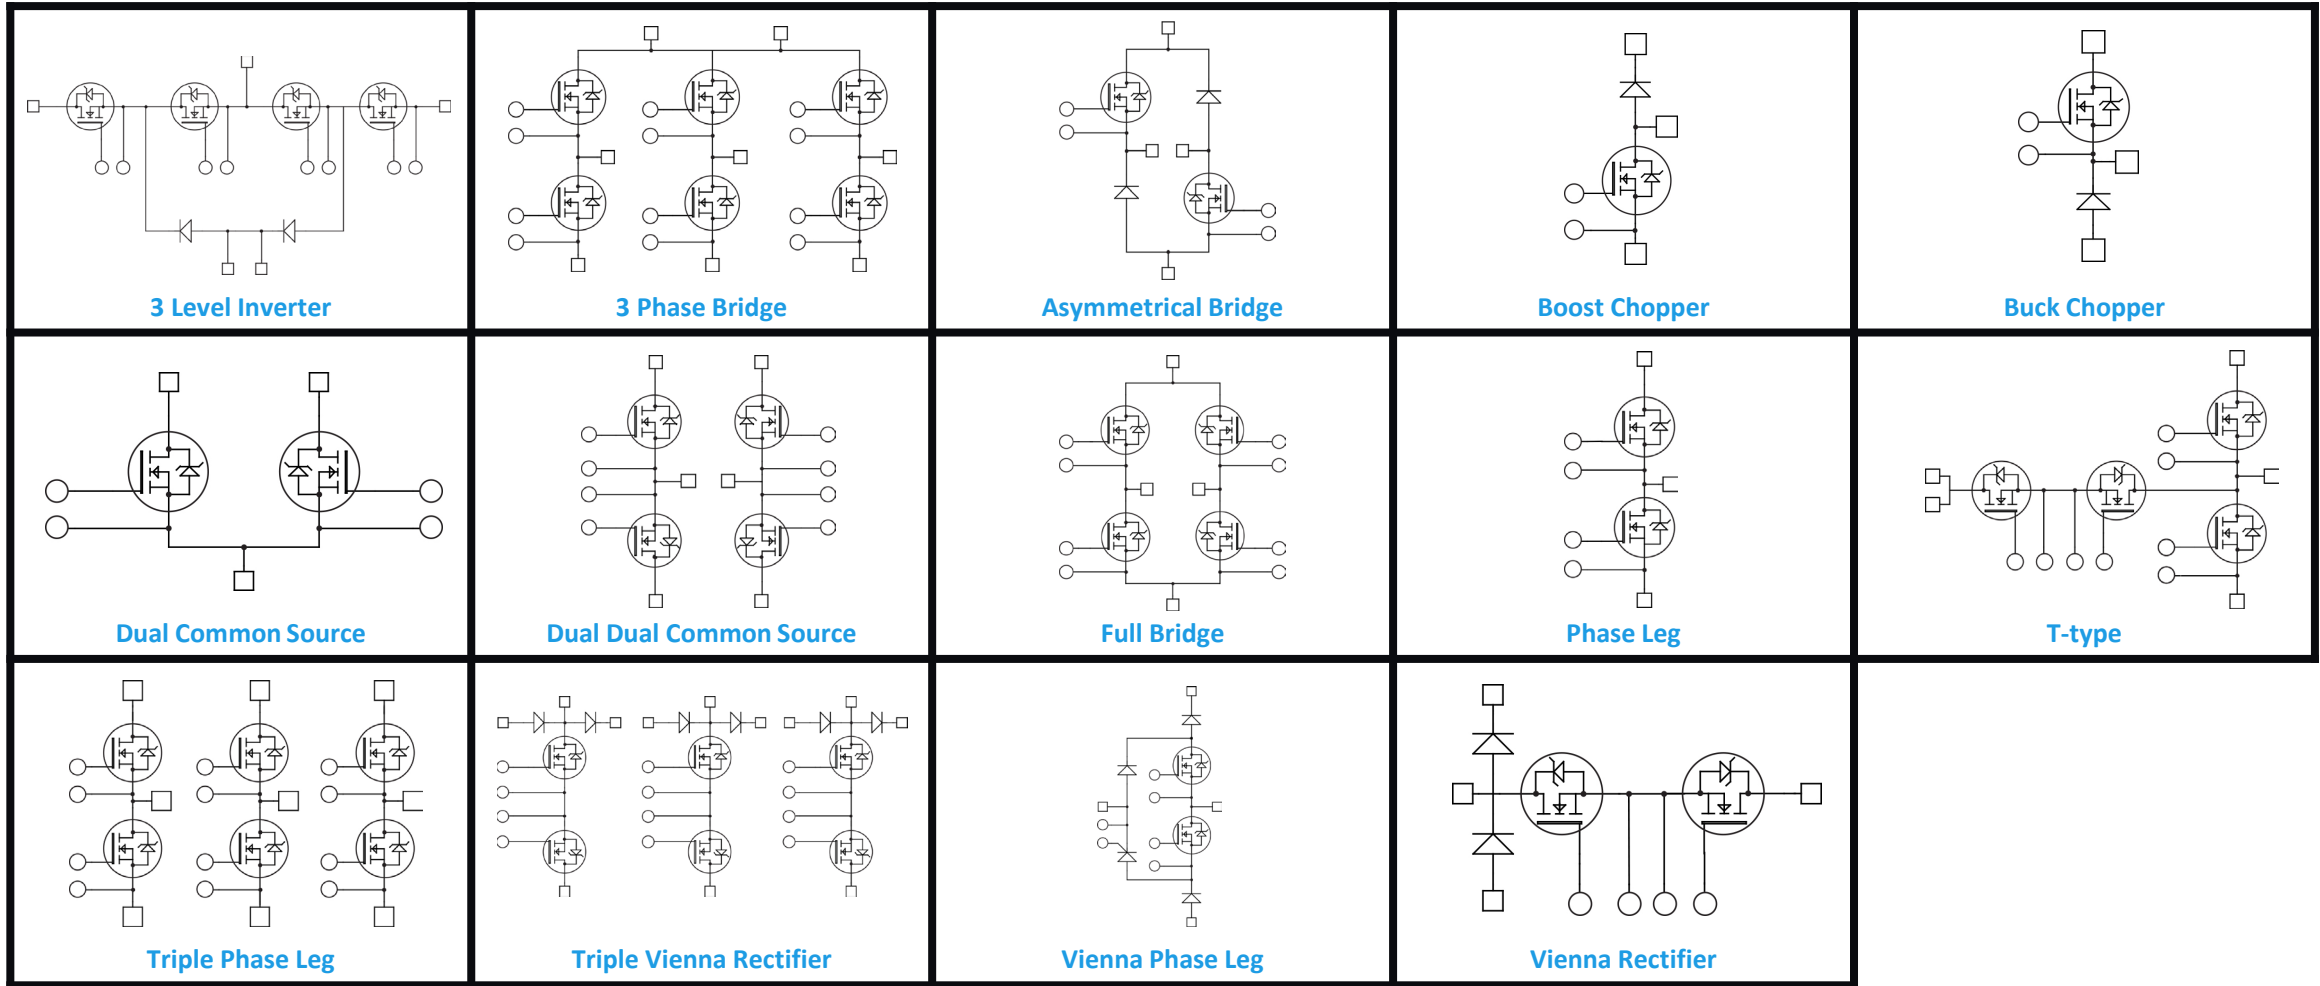 3 Level Inverter
3 Phase Bridge
Asymmetrical Bridge
Boost Chopper
Buck Chopper
Dual Common Source
Dual Dual Common Source
Full Bridge
Phase Leg
T-type
Triple Phase Leg
Triple Vienna Rectifier
Vienna Phase Leg
Vienna Rectifier